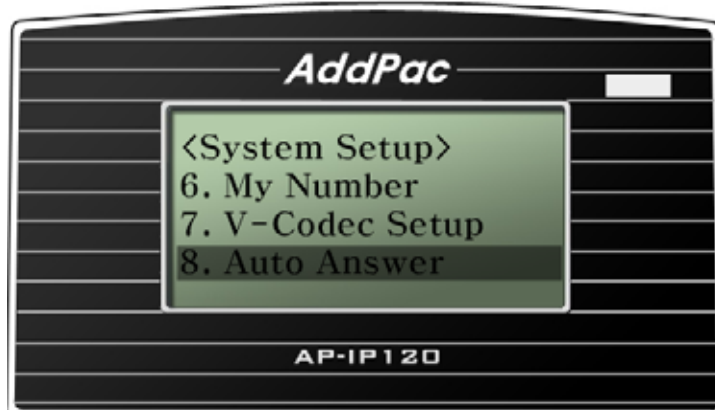 AddPac
<System Setup>
6. My Number
7. V-Codec Setup
8. Auto Answer
AP-IP120